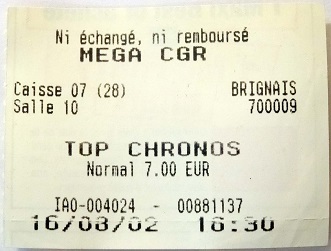 Ni échangé, ni remboursé
MEGA CGR
Caisse 07 (28) BRIGNAIS
Salle 10 700009
TOP CHRONOS
Normal 7.00 EUR
IAO-004024 - 00881137
16/08/02 18:30